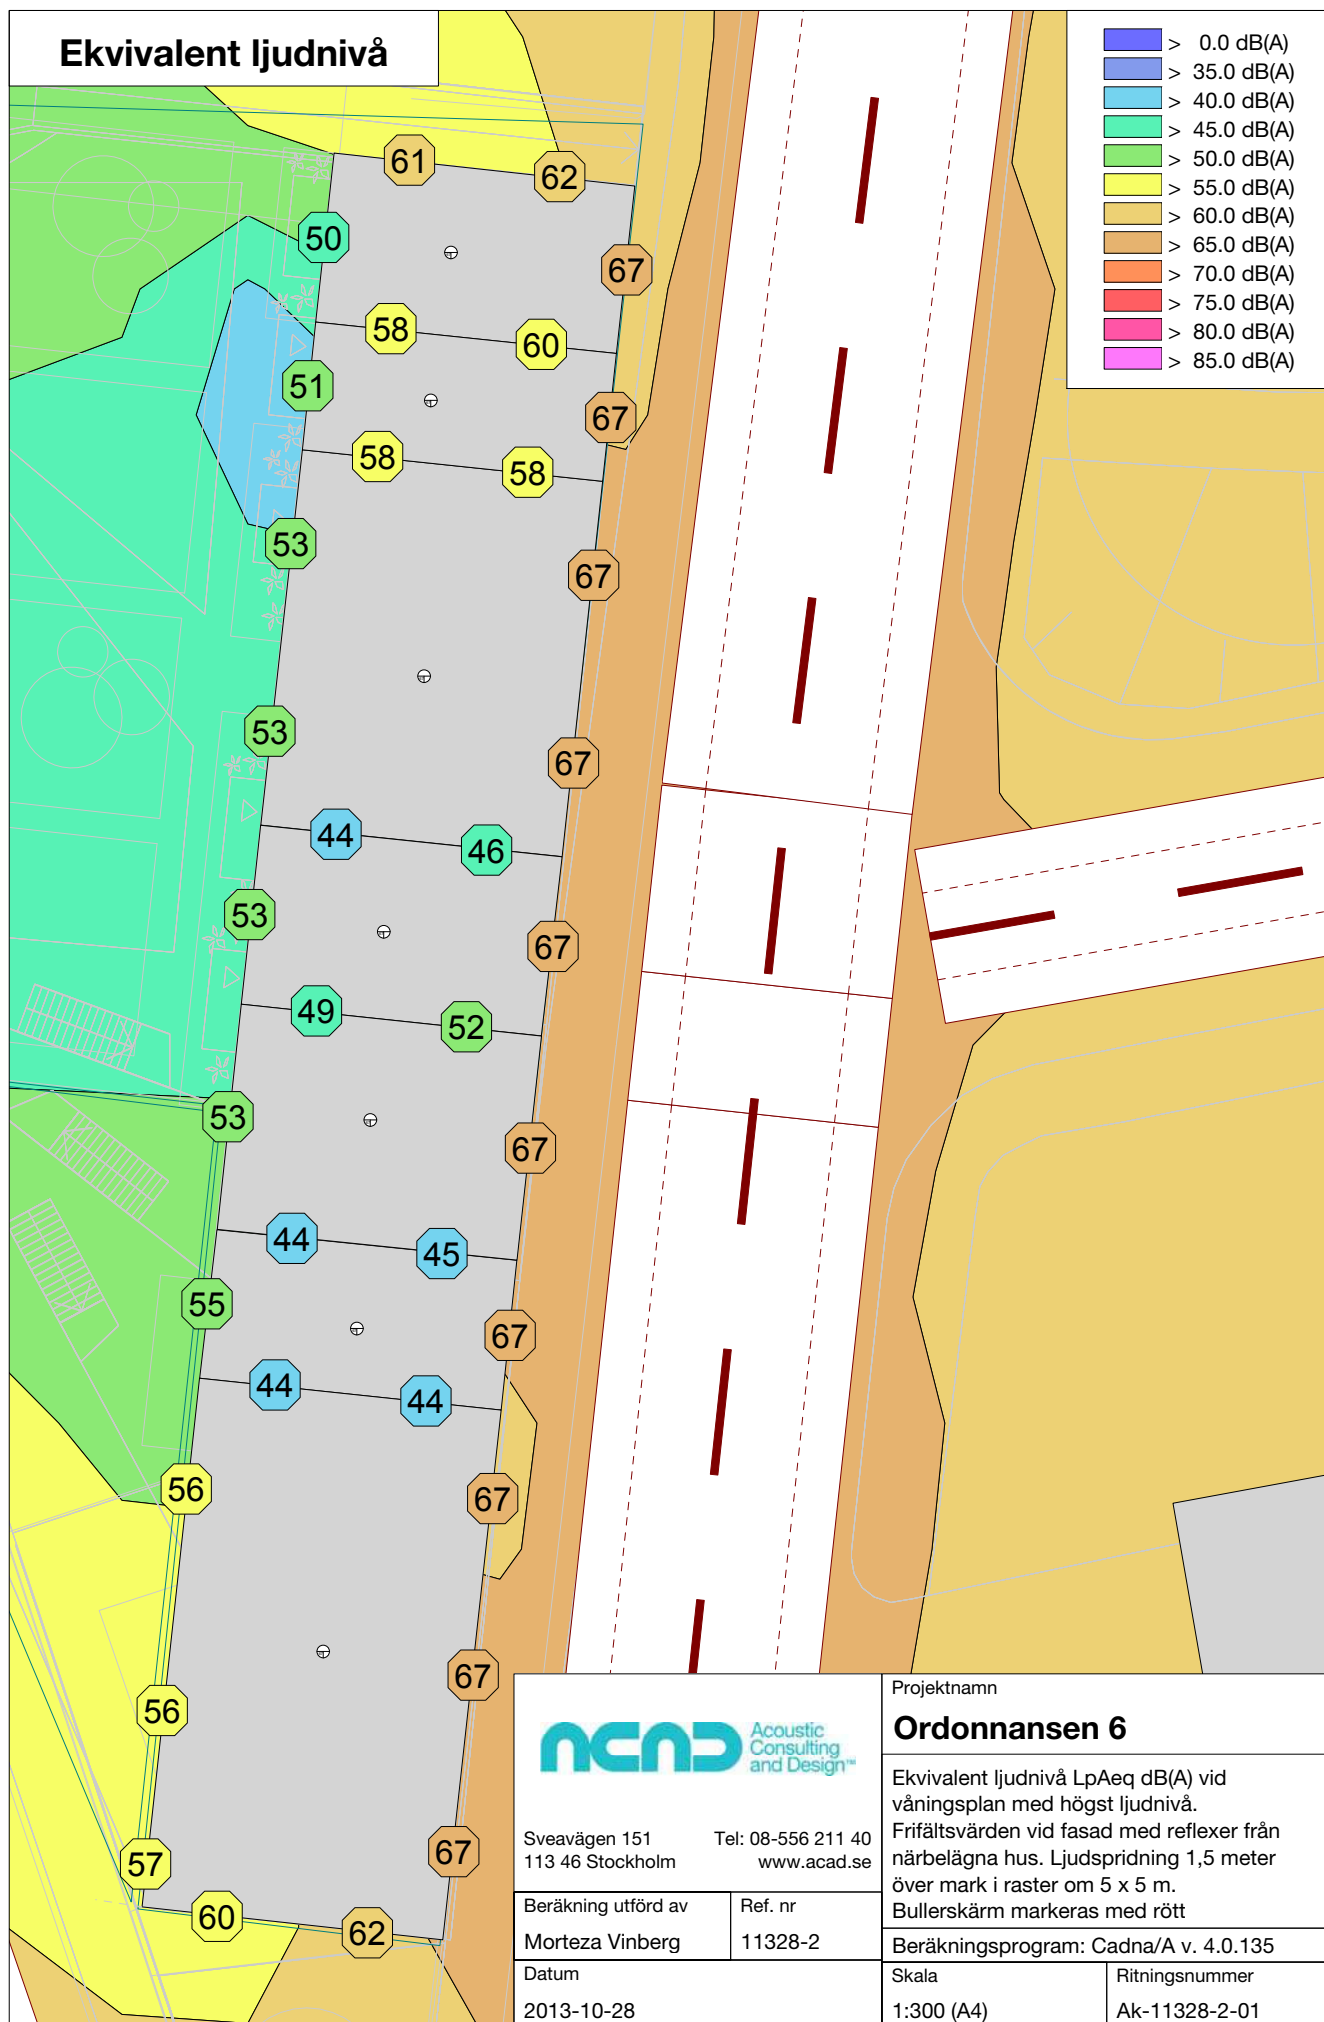 Ekvivalent ljudnivå
> 0.0 dB(A)
> 35.0 dB(A)
> 40.0 dB(A)
> 45.0 dB(A)
> 50.0 dB(A)
> 55.0 dB(A)
> 60.0 dB(A)
> 65.0 dB(A)
> 70.0 dB(A)
> 75.0 dB(A)
> 80.0 dB(A)
> 85.0 dB(A)
61
62
50
67
58
60
51
67
58
58
53
67
53
67
44
46
53
67
49
52
53
67
44
45
55
67
44
44
56
67
56
67
57
67
60
62
acad
Acoustic
Consulting
and Design™
Sveavägen 151
113 46 Stockholm
Tel: 08-556 211 40
www.acad.se
Beräkning utförd av
Morteza Vinberg
Ref. nr
11328-2
Datum
2013-10-28
Projektnamn
Ordonnansen 6
Ekvivalent ljudnivå LpAeq dB(A) vid
våningsplan med högst ljudnivå.
Frifältsvärden vid fasad med reflexer från
närbelägna hus. Ljudspridning 1,5 meter
över mark i raster om 5 x 5 m.
Bullerskärm markeras med rött
Beräkningsprogram: Cadna/A v. 4.0.135
Skala
1:300 (A4)
Ritningsnummer
Ak-11328-2-01